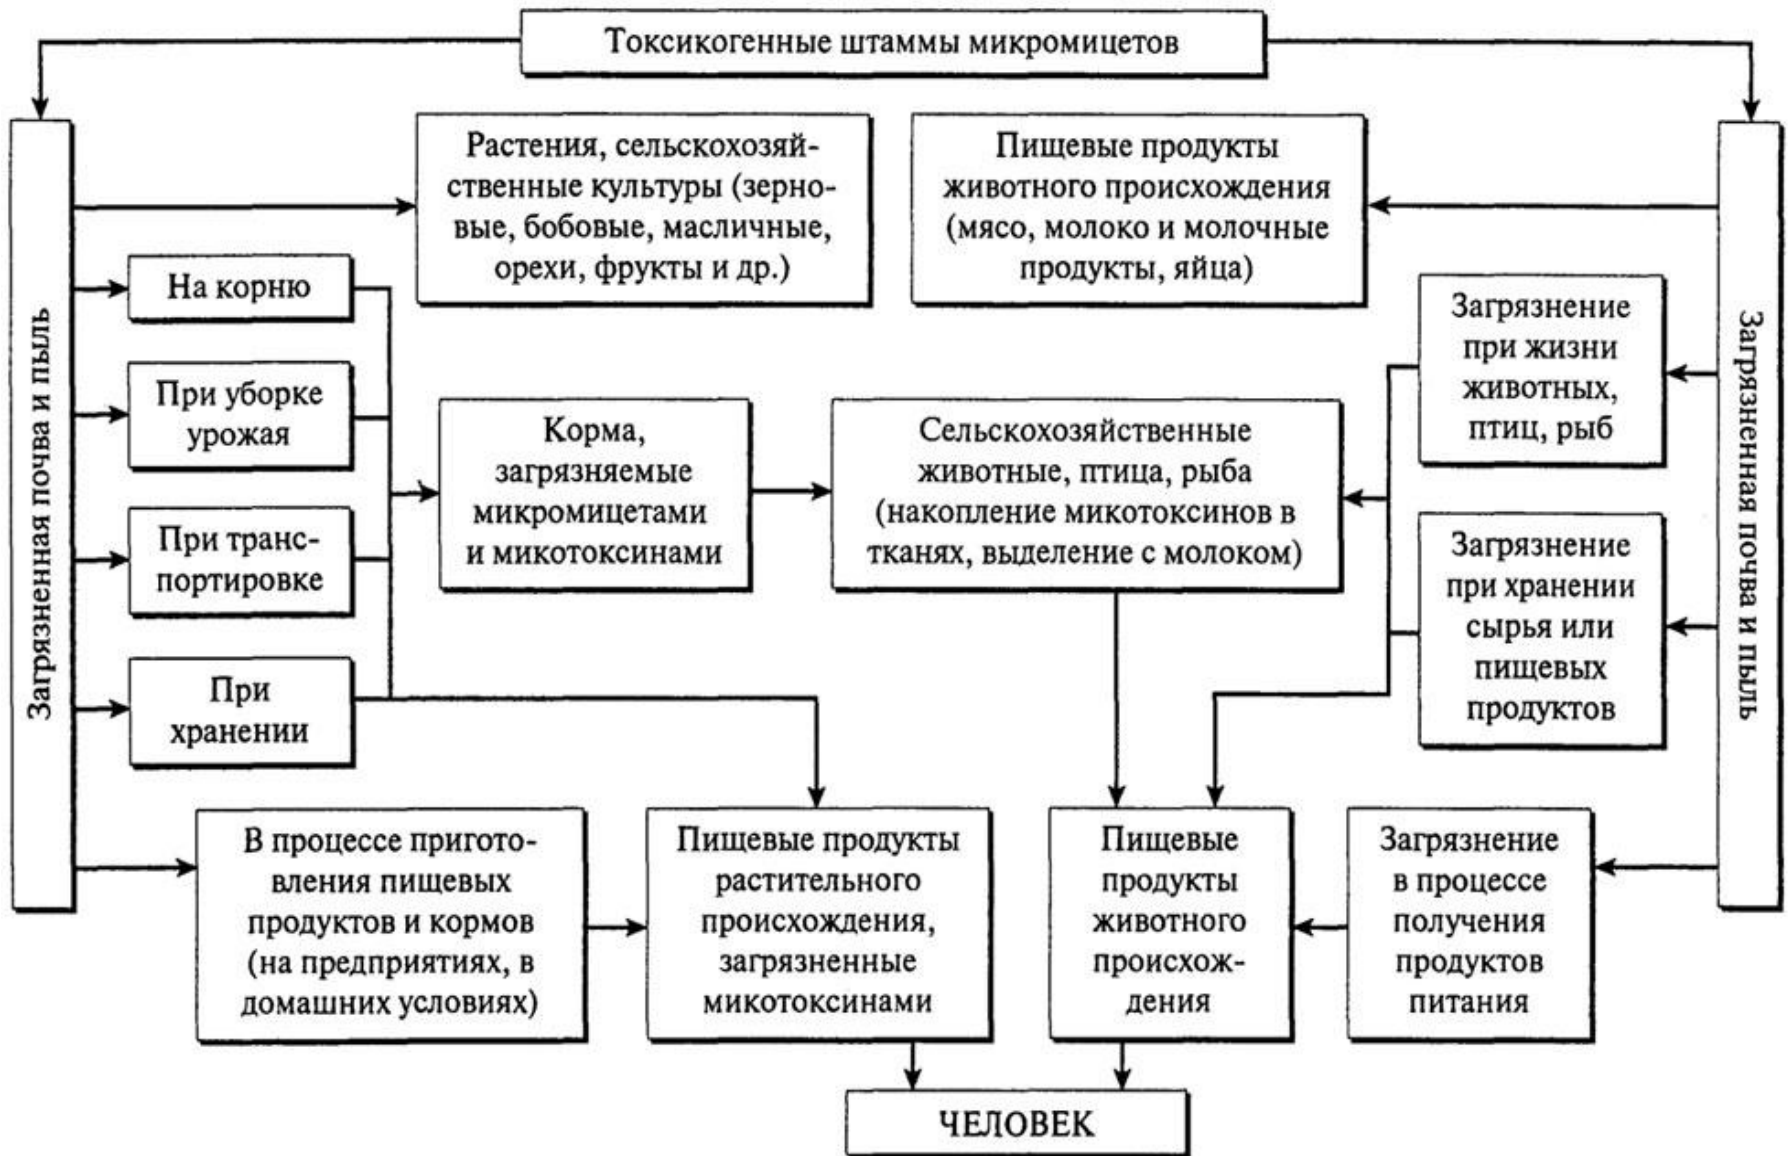 Токсикогенные штаммы микромицетов
Загрязненная почва и пыль
Растения, сельскохозяй-
ственные культуры (зерно-
вые, бобовые, масличные,
орехи, фрукты и др.)
Пищевые продукты
животного происхождения
(мясо, молоко и молочные
продукты, яйца)
Загрязненная почва и пыль
На корню
При уборке
урожая
При транс-
портировке
При
хранении
Корма,
загрязняемые
микромицетами
и микотоксинами
Сельскохозяйственные
животные, птица, рыба
(накопление микотоксинов в
тканях, выделение с молоком)
Загрязнение
при жизни
животных,
птиц, рыб
Загрязнение
при хранении
сырья или
пищевых
продуктов
В процессе пригото-
вления пищевых
продуктов и кормов
(на предприятиях, в
домашних условиях)
Пищевые продукты
растительного
происхождения,
загрязненные
микотоксинами
Пищевые
продукты
животного
происхож-
дения
Загрязнение
в процессе
получения
продуктов
питания
ЧЕЛОВЕК